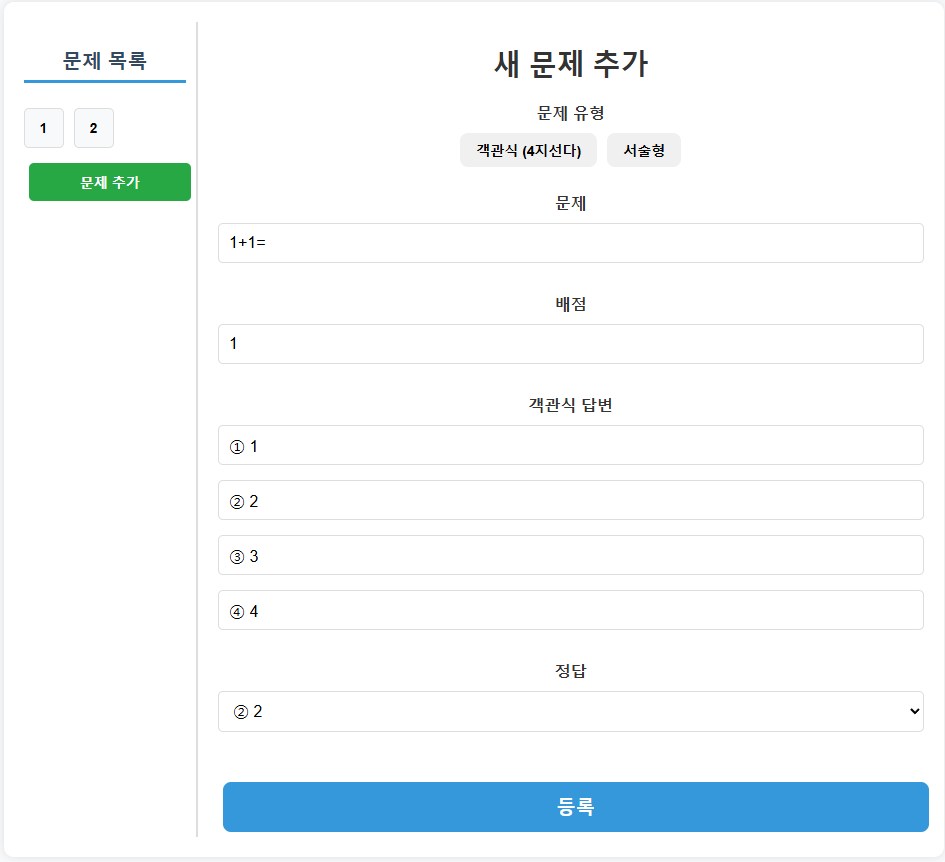 문제 목록
1 2
문제 추가
새 문제 추가
문제 유형
객관식 (4지선다) 서술형
문제
1+1=
배점
1
객관식 답변
① 1
② 2
③ 3
④ 4
정답
② 2
등록